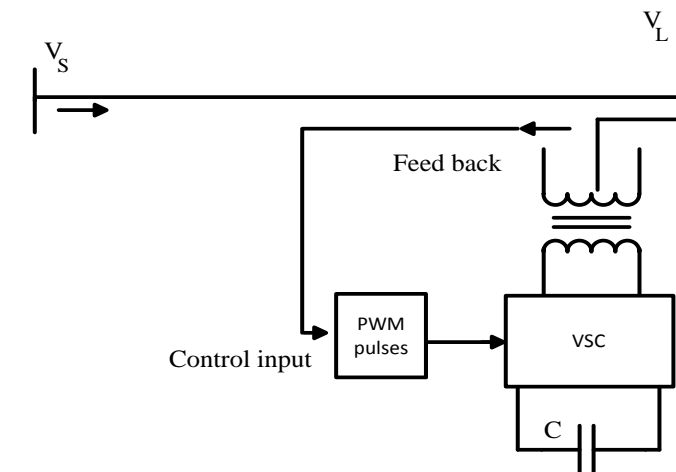 V_L
V_S
Feed back
PWM
pulses
VSC
Control input
C